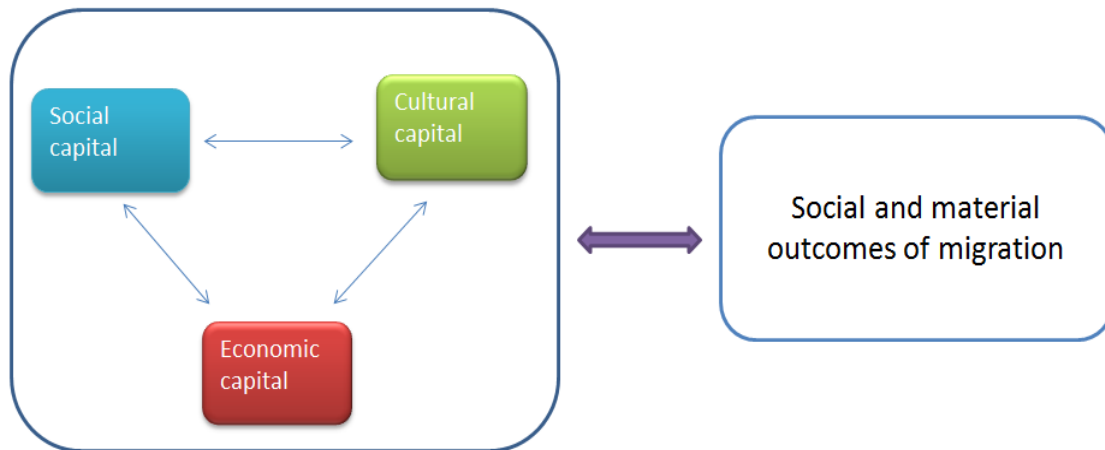 Social
capital
Cultural
capital
Economic
capital
Social and material
outcomes of migration